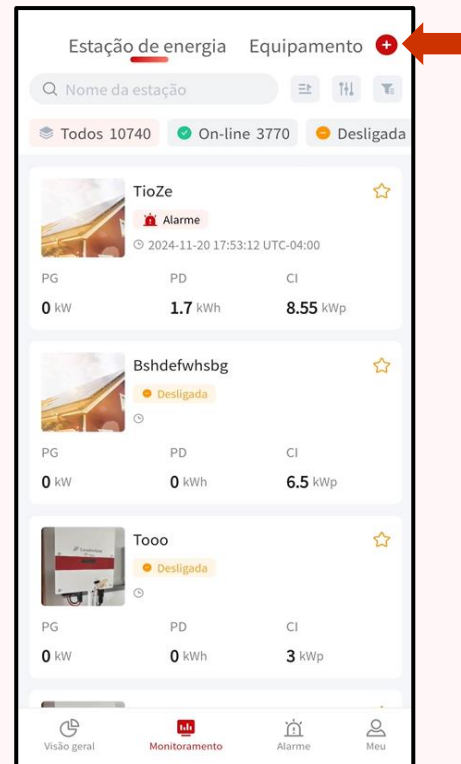 Estação de energia Equipamento
Nome da estação
Todos 10740 On-line 3770 Desligada
TioZe
Alarme
2024-11-20 17:53:12 UTC-04:00
PG PD CI
0 kW 1.7 kWh 8.55 kWp
Bshdefwhsbg
Desligada
PG PD CI
0 kW 0 kWh 6.5 kWp
Tooo
Desligada
PG PD CI
0 kW 0 kWh 3 kWp
Visão geral Monitoramento Alarme Meu